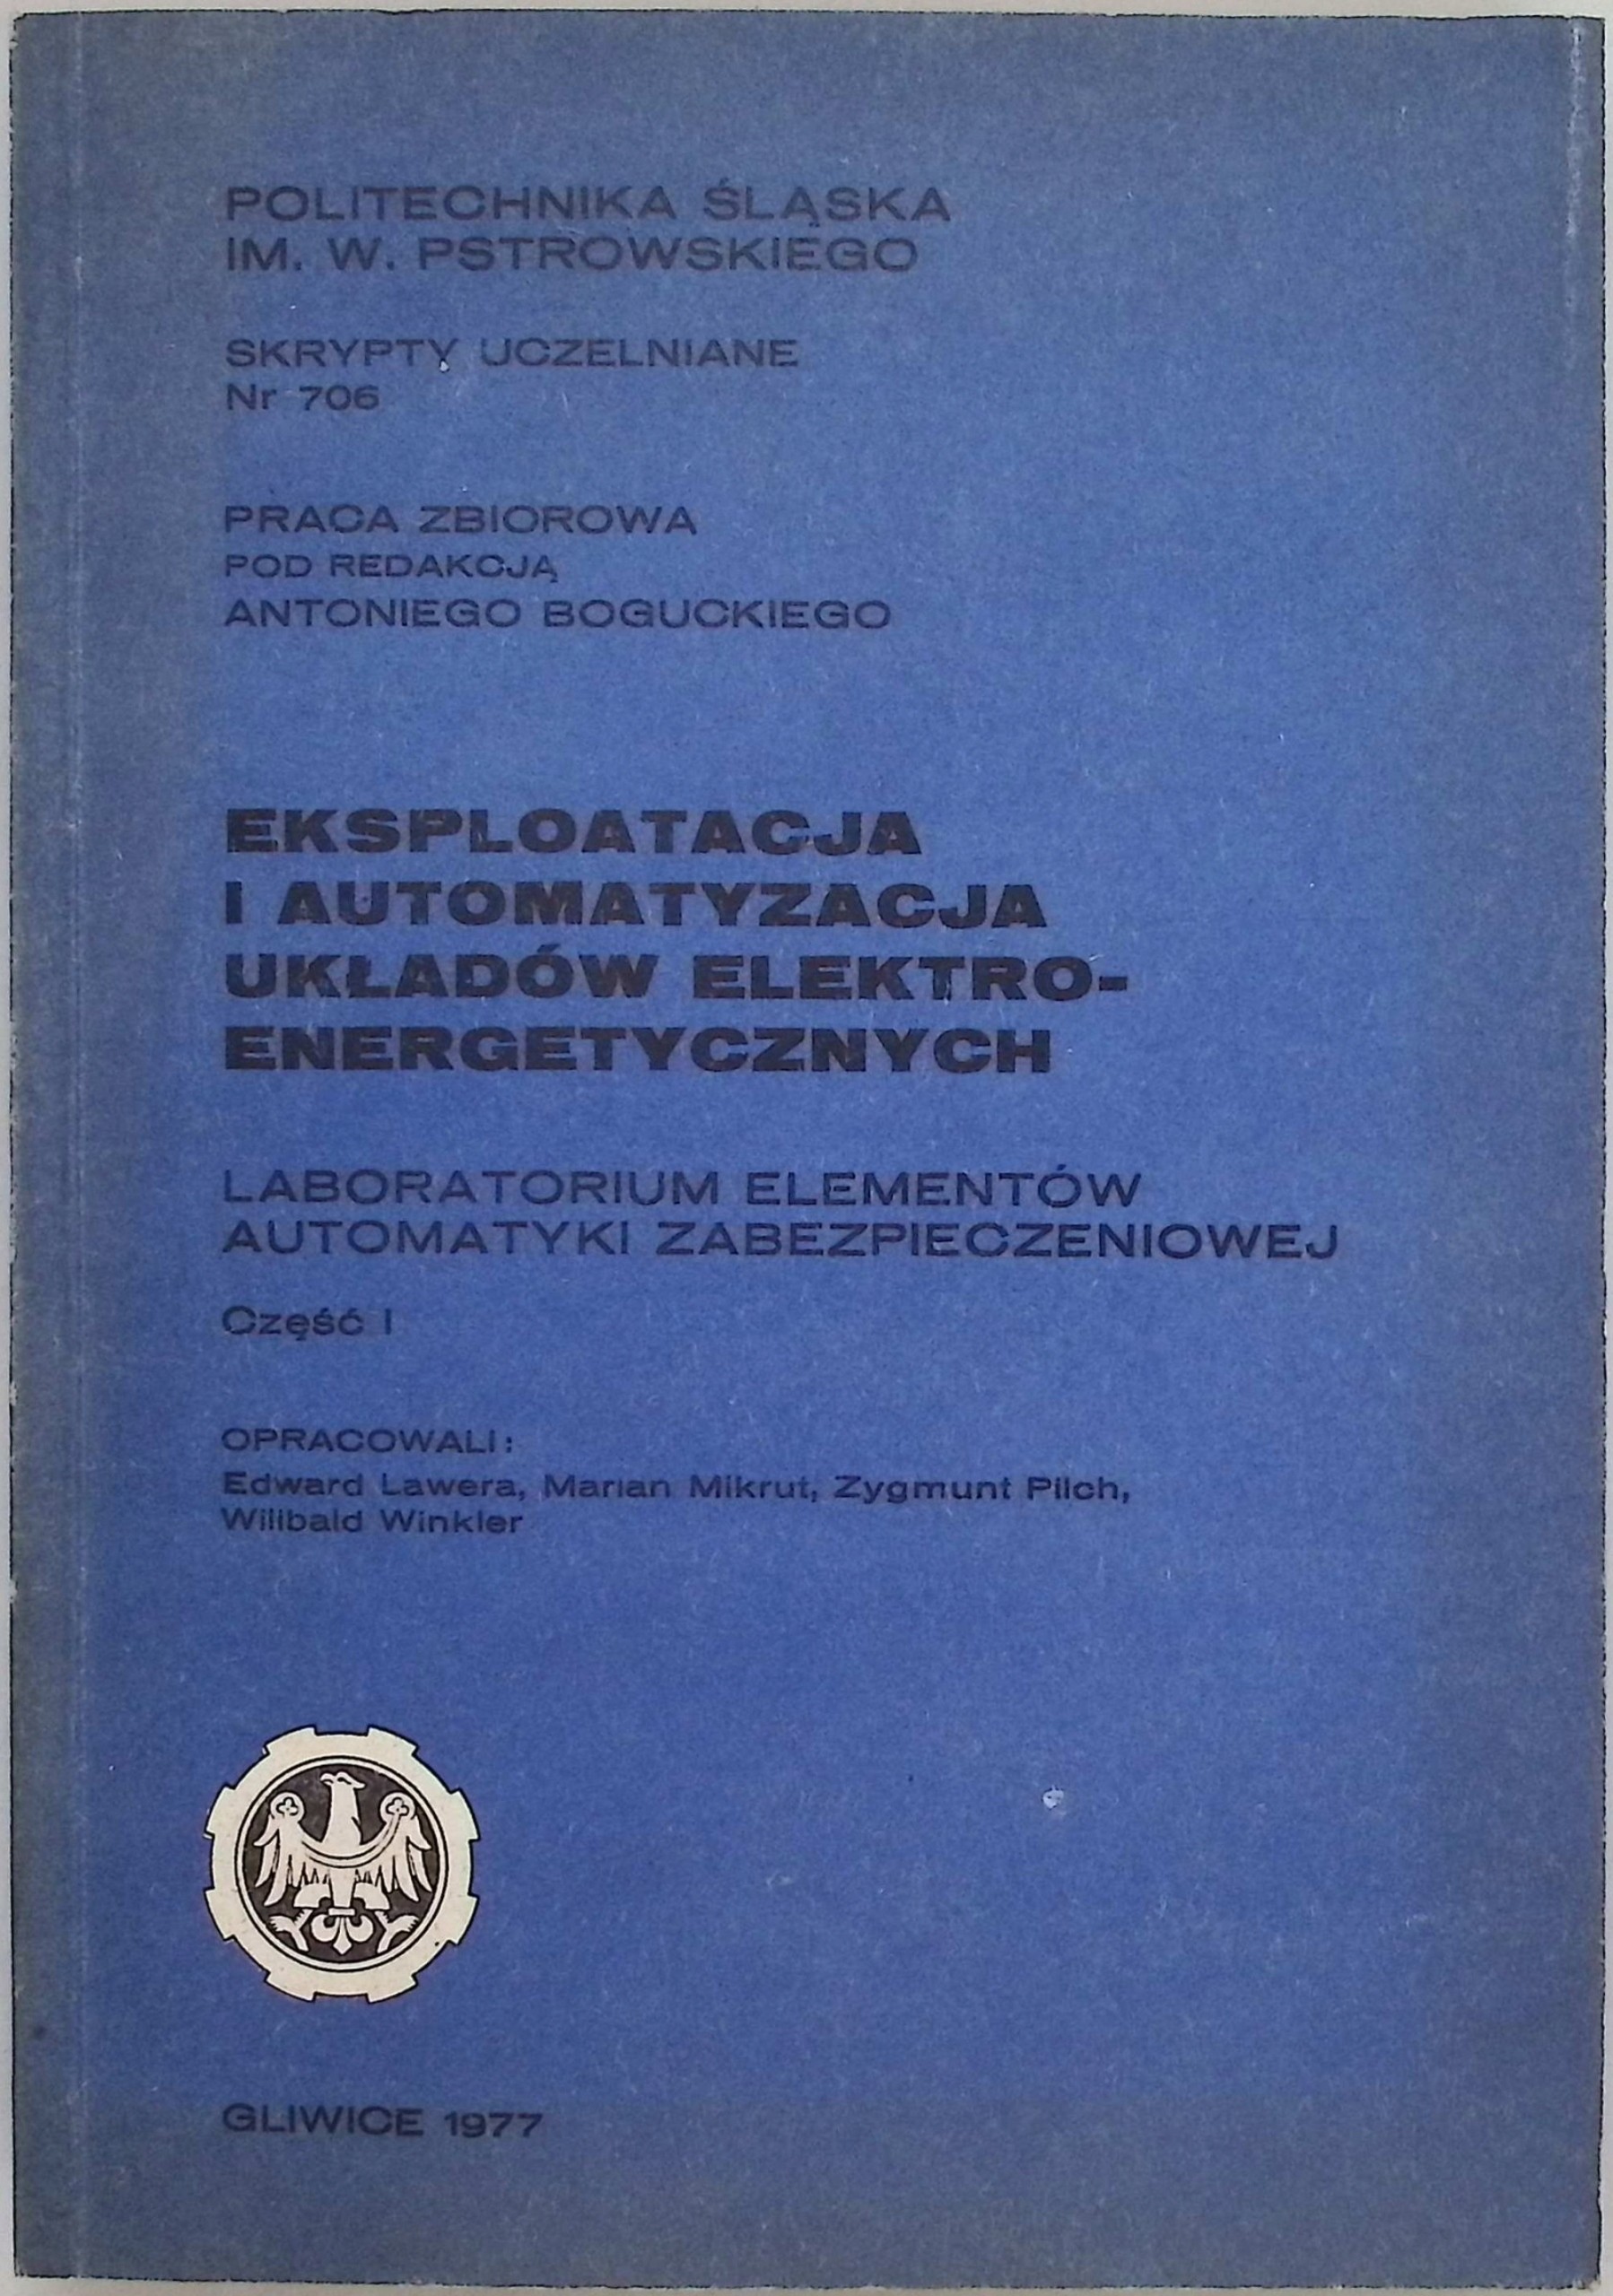 POLITECHNIKA ŚLĄSKA
IM. W. PSTROWSKIEGO
SKRYPTY UCZELNIANE
Nr 706
PRACA ZBIOROWA
POD REDAKCJĄ
ANTONIEGO BOGUCKIEGO
EKSPLOATACJA
I AUTOMATYZACJA
UKŁADÓW ELEKTRO-
ENERGETYCZNYCH
LABORATORIUM ELEMENTÓW
AUTOMATYKI ZABEZPIECZENIOWEJ
Część I
OPRACOWALI:
Edward Lawera, Marian Mikrut, Zygmunt Pilch,
Wilibald Winkler
GLIWICE 1977